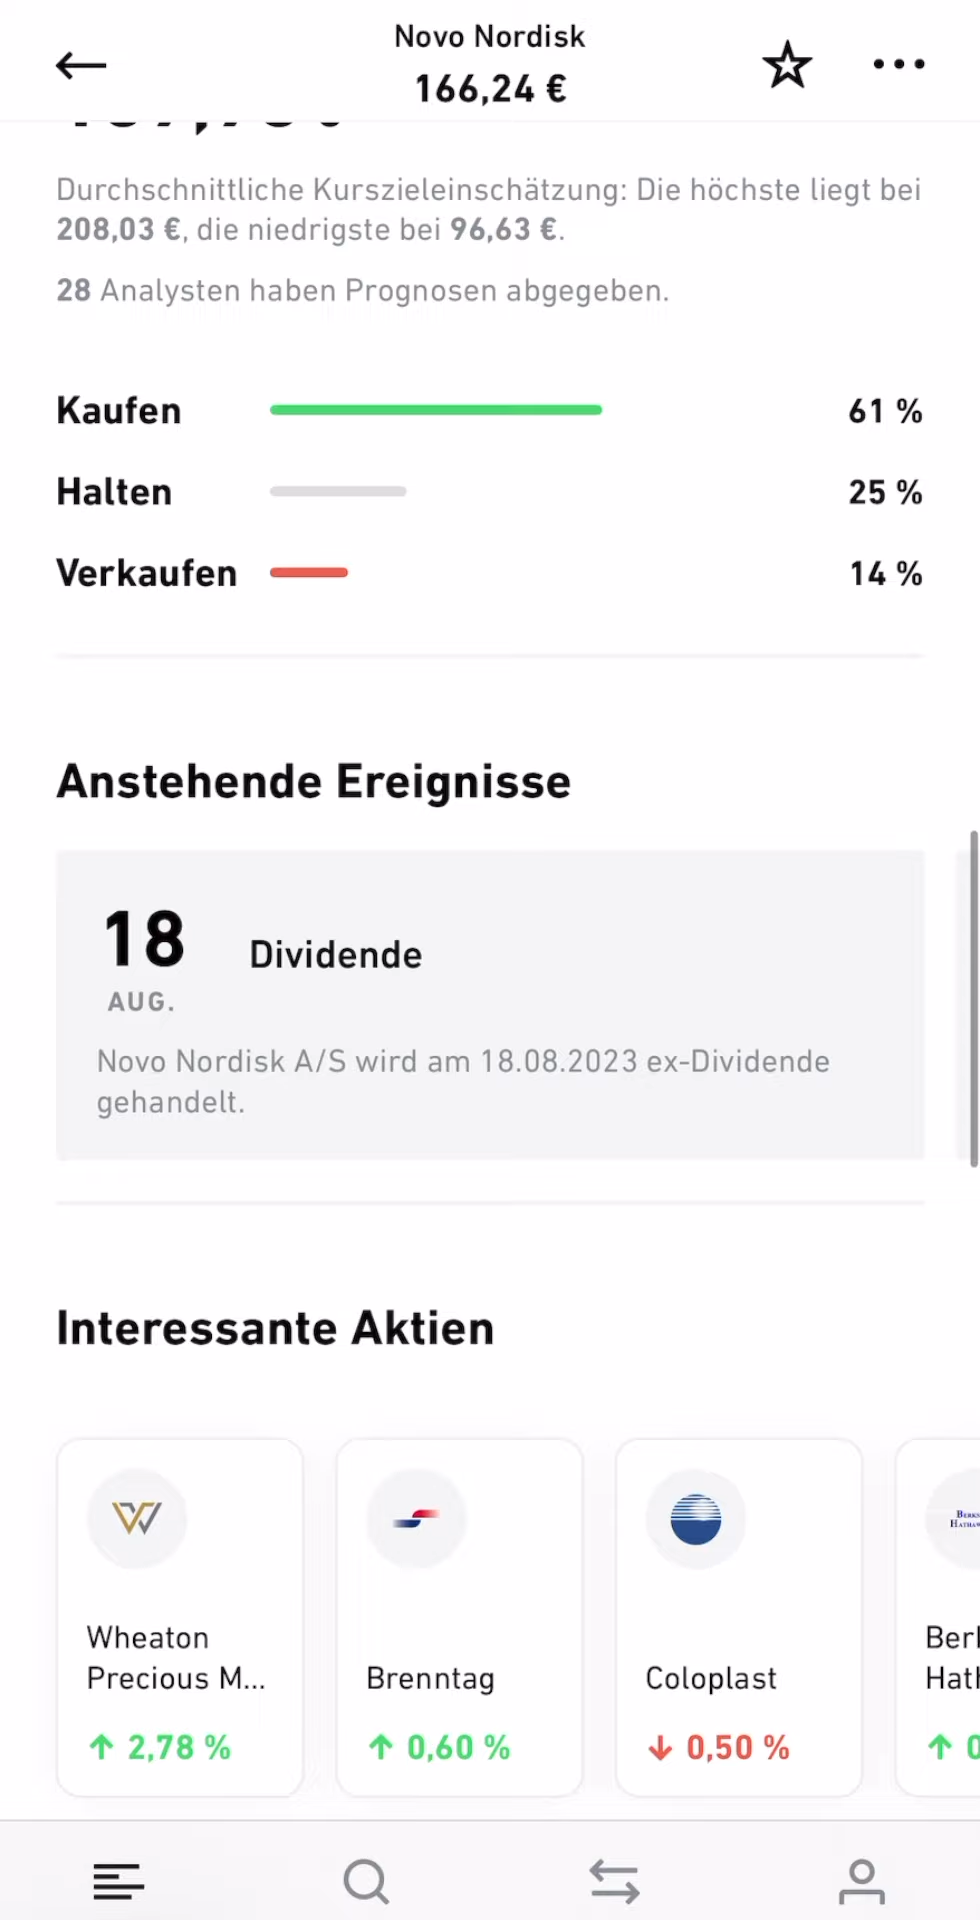 Novo Nordisk
166,24 €
Durchschnittliche Kurszieleinschätzung: Die höchste liegt bei
208,03 €, die niedrigste bei 96,63 €.
28 Analysten haben Prognosen abgegeben.
Kaufen 61 %
Halten 25 %
Verkaufen 14 %
Anstehende Ereignisse
18 Dividende
AUG.
Novo Nordisk A/S wird am 18.08.2023 ex-Dividende
gehandelt.
Interessante Aktien
Wheaton
Precious M...
↑ 2,78 %
Brenntag
↑ 0,60 %
Coloplast
↓ 0,50 %